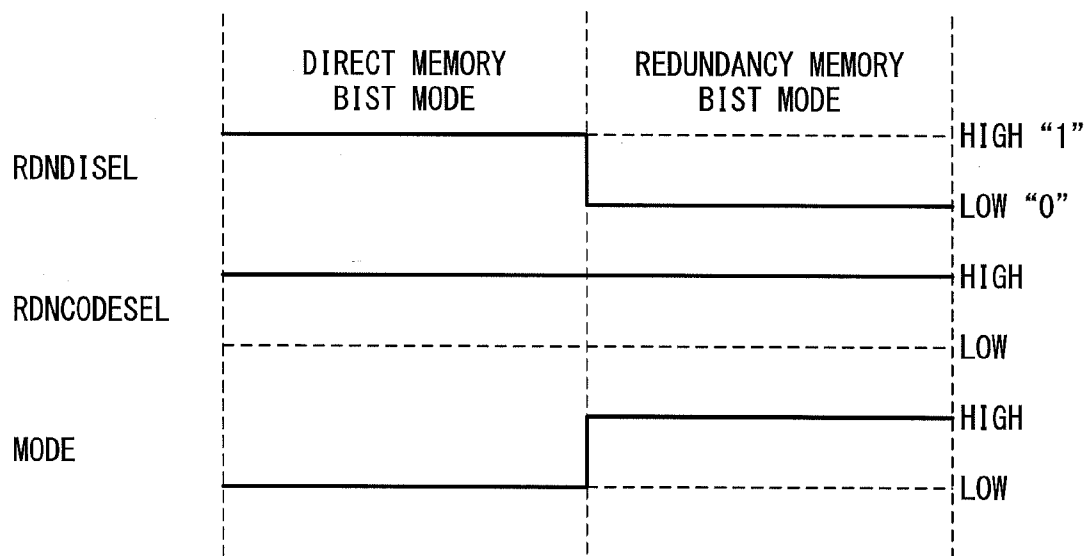 DIRECT MEMORY
BIST MODE
REDUNDANCY MEMORY
BIST MODE
RDNDISEL
HIGH “1”
LOW “0”
RDNCODESEL
HIGH
LOW
MODE
HIGH
LOW